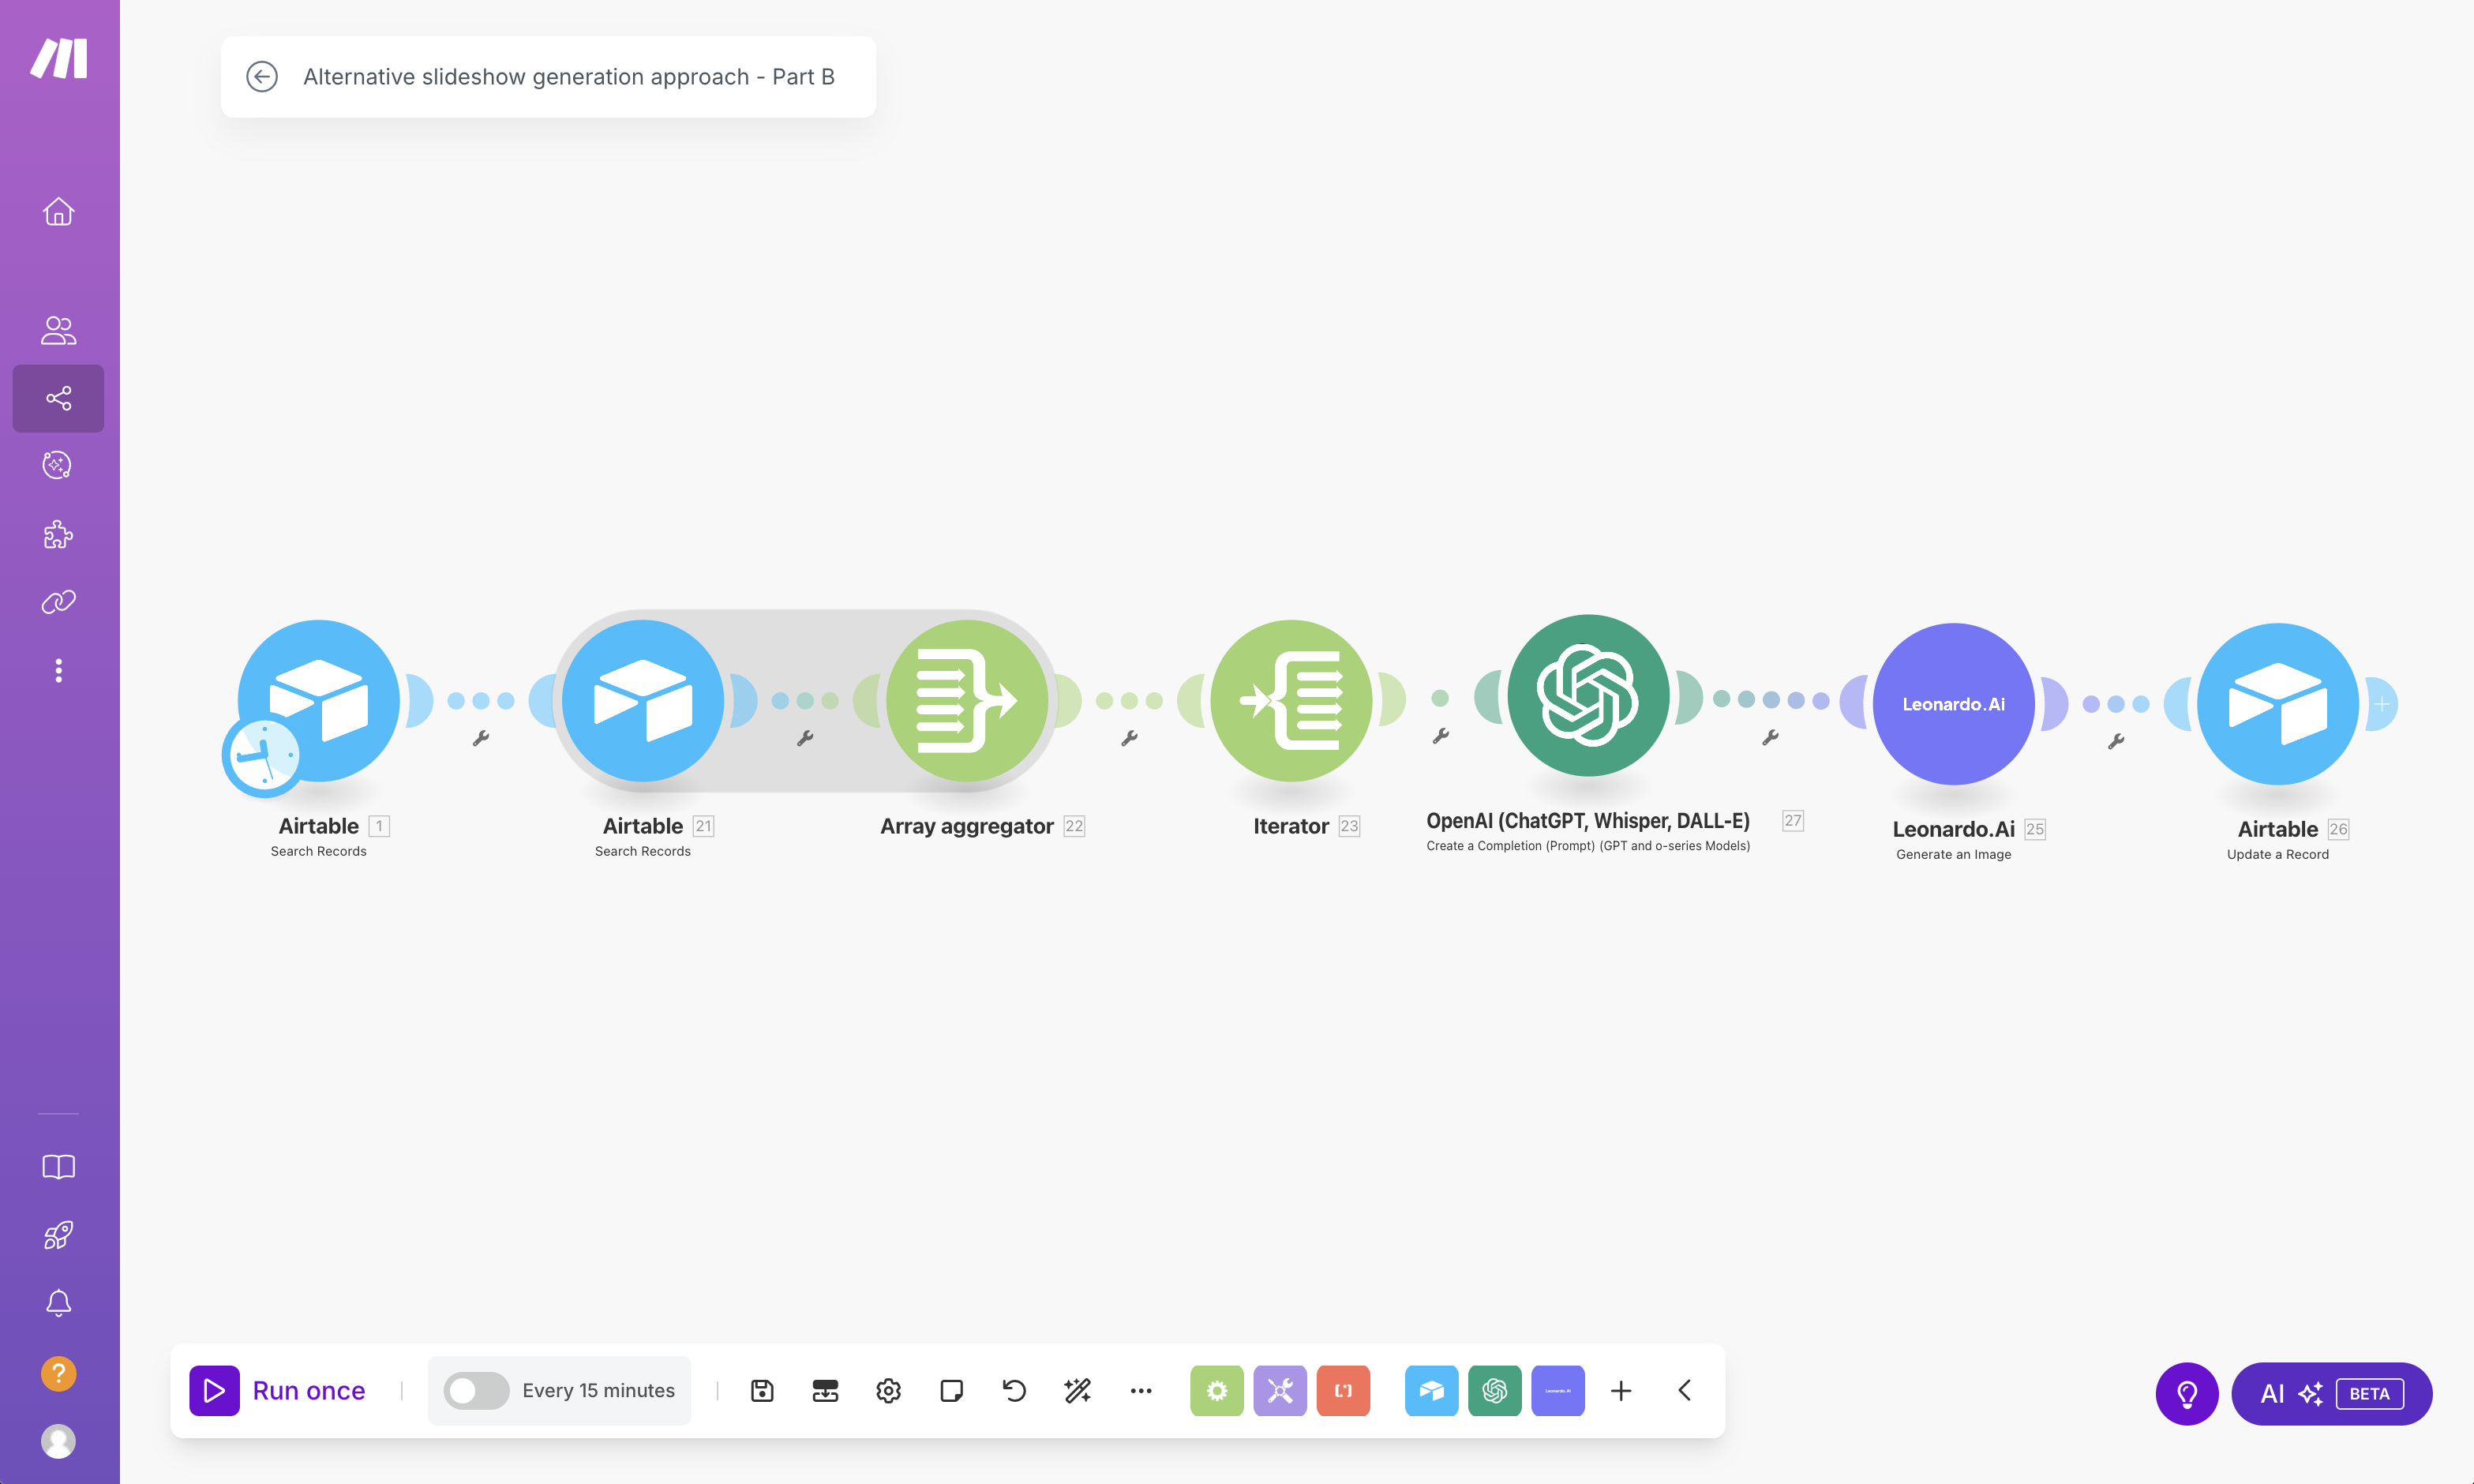 Alternative slideshow generation approach - Part B
Leonardo.Ai
Airtable 1
Search Records
Airtable 21
Search Records
Array aggregator 22
Iterator 23
OpenAI (ChatGPT, Whisper, DALL-E) 27
Create a Completion (Prompt) (GPT and o-series Models)
Leonardo.Ai 25
Generate an Image
Airtable 26
Update a Record
?
Run once
Every 15 minutes
[.*]
Leonardo.Ai
AI BETA